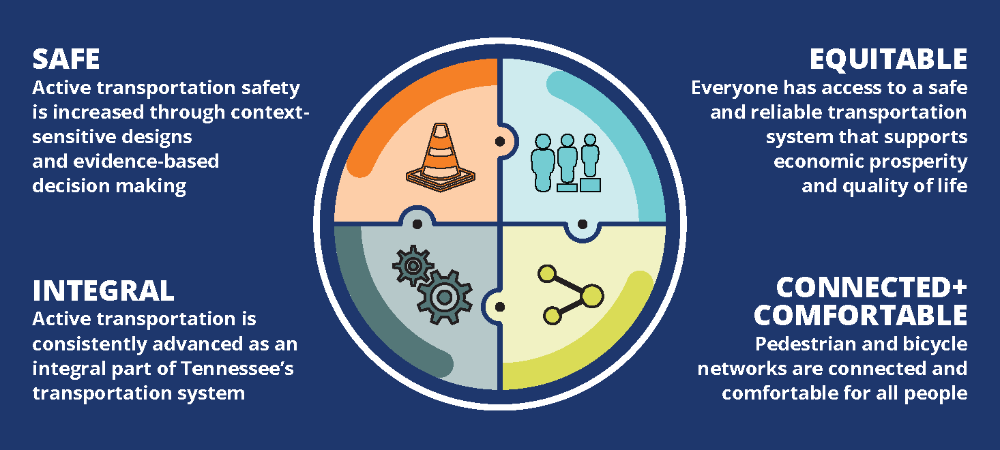 SAFE
Active transportation safety
is increased through context-
sensitive designs
and evidence-based
decision making
EQUITABLE
Everyone has access to a safe
and reliable transportation
system that supports
economic prosperity
and quality of life
INTEGRAL
Active transportation is
consistently advanced as an
integral part of Tennessee’s
transportation system
CONNECTED+
COMFORTABLE
Pedestrian and bicycle
networks are connected and
comfortable for all people